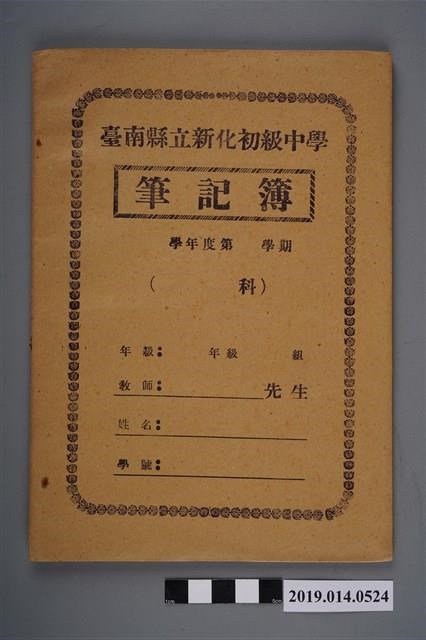 臺南縣立新化初級中學
筆記簿
學年度第　學期
（　　　科）
年級：　年級　組
教師：　先生
姓名：
學號：
2019.014.0524